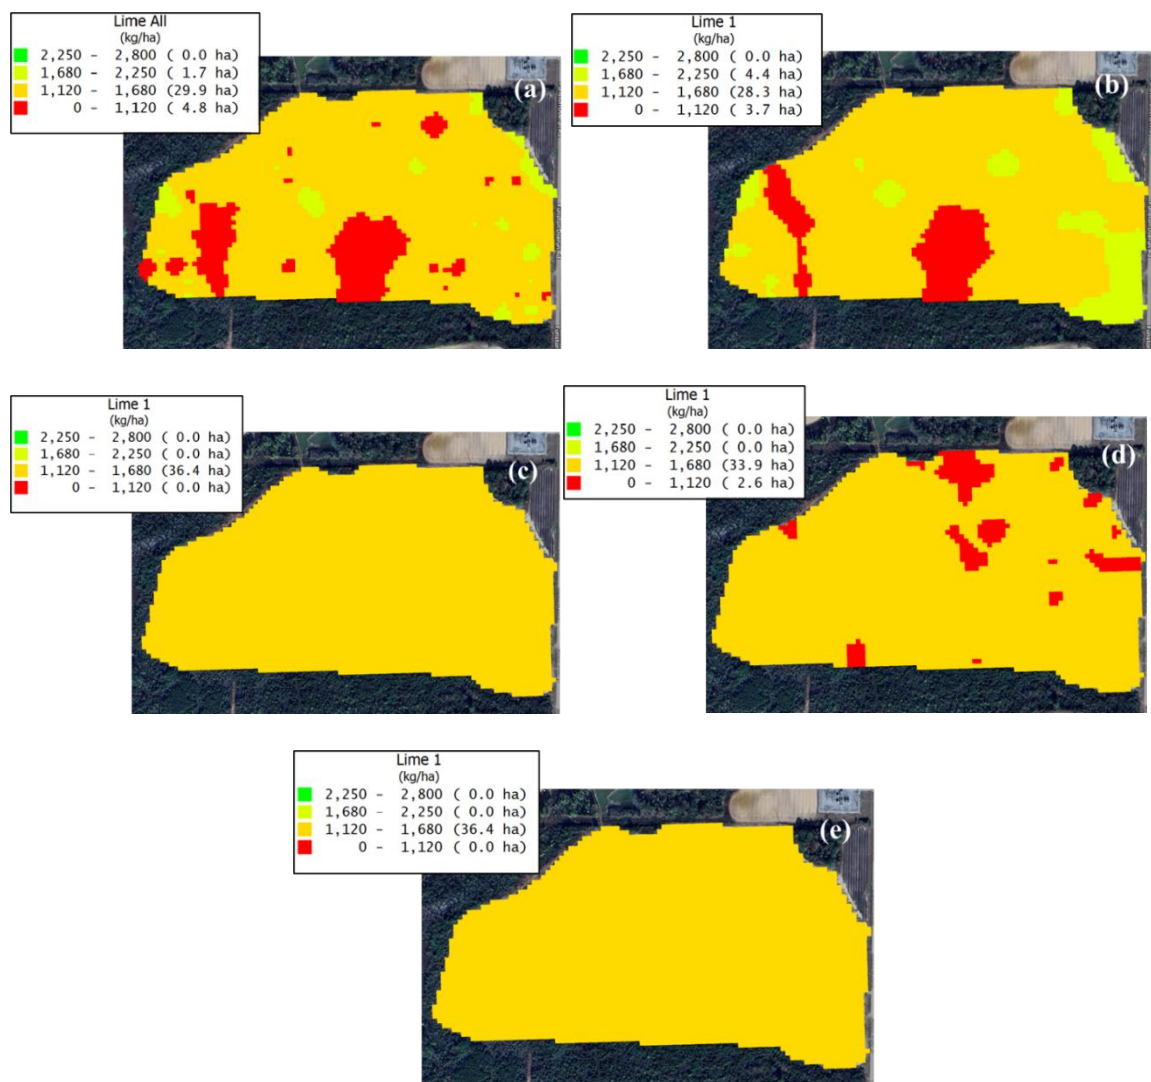 Lime All
(kg/ha)
2,250 – 2,800 ( 0.0 ha)
1,680 – 2,250 ( 1.7 ha)
1,120 – 1,680 (29.9 ha)
0 – 1,120 ( 4.8 ha)
(a)
Lime 1
(kg/ha)
2,250 – 2,800 ( 0.0 ha)
1,680 – 2,250 ( 4.4 ha)
1,120 – 1,680 (28.3 ha)
0 – 1,120 ( 3.7 ha)
(b)
Lime 1
(kg/ha)
2,250 – 2,800 ( 0.0 ha)
1,680 – 2,250 ( 0.0 ha)
1,120 – 1,680 (36.4 ha)
0 – 1,120 ( 0.0 ha)
(c)
Lime 1
(kg/ha)
2,250 – 2,800 ( 0.0 ha)
1,680 – 2,250 ( 0.0 ha)
1,120 – 1,680 (33.9 ha)
0 – 1,120 ( 2.6 ha)
(d)
Lime 1
(kg/ha)
2,250 – 2,800 ( 0.0 ha)
1,680 – 2,250 ( 0.0 ha)
1,120 – 1,680 (36.4 ha)
0 – 1,120 ( 0.0 ha)
(e)